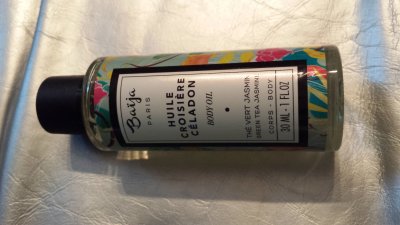 Baïja
PARIS
HUILE
CROISIÈRE
CÉLADON
BODY OIL
THÉ VERT JASMIN
GREEN TEA JASMINE
CORPS - BODY
30 ML - 1 FL.OZ